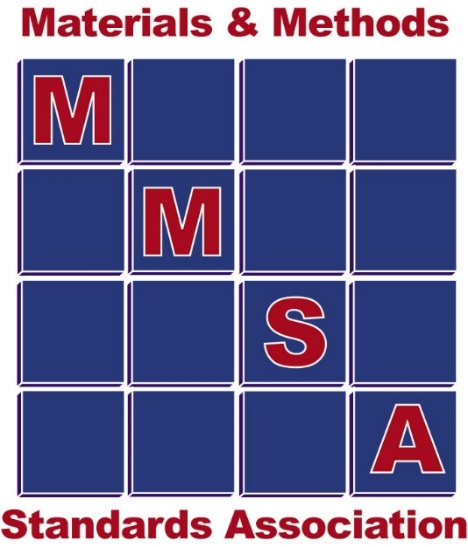 Materials & Methods
M
M
S
A
Standards Association